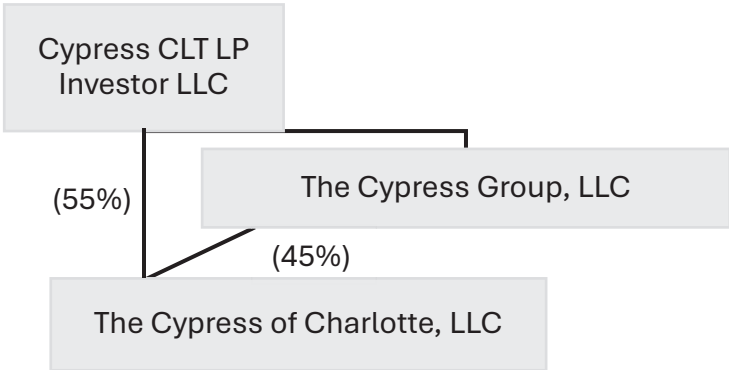 Cypress CLT LP
Investor LLC
The Cypress Group, LLC
(55%)
(45%)
The Cypress of Charlotte, LLC